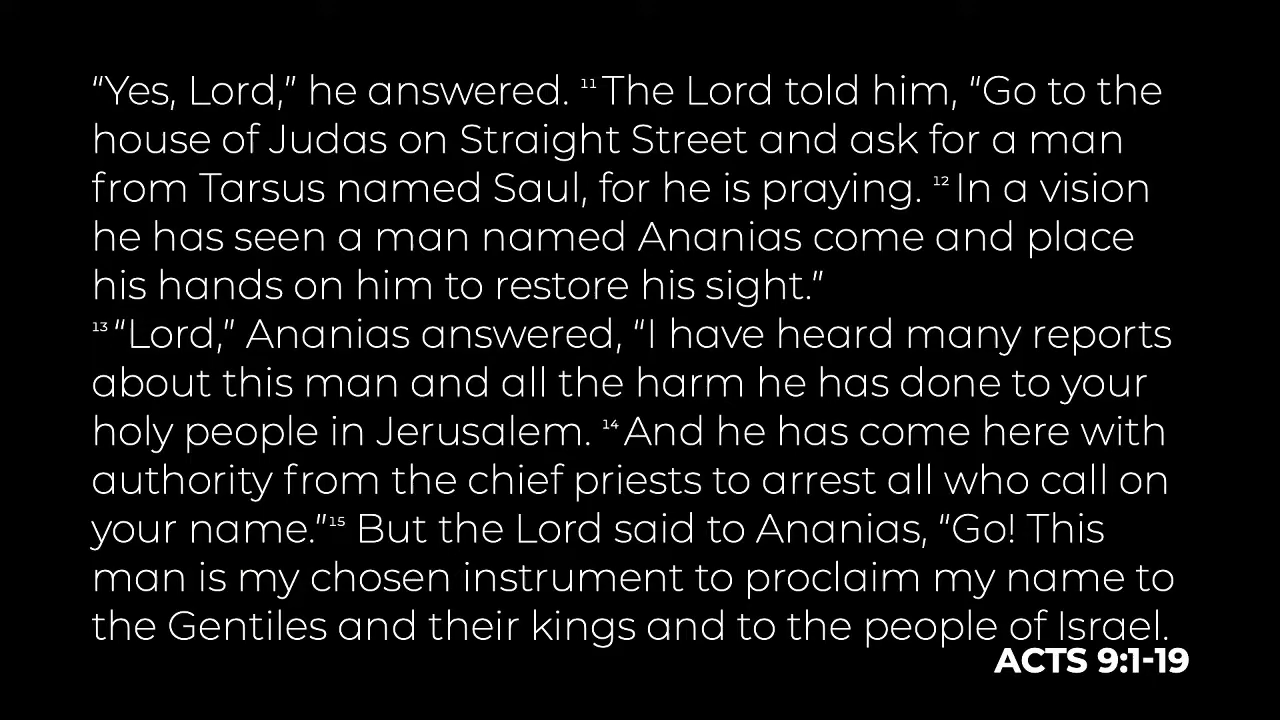 “Yes, Lord,” he answered. ¹¹ The Lord told him, “Go to the
house of Judas on Straight Street and ask for a man
from Tarsus named Saul, for he is praying. ¹² In a vision
he has seen a man named Ananias come and place
his hands on him to restore his sight.”
¹³ “Lord,” Ananias answered, “I have heard many reports
about this man and all the harm he has done to your
holy people in Jerusalem. ¹⁴ And he has come here with
authority from the chief priests to arrest all who call on
your name.”¹⁵ But the Lord said to Ananias, “Go! This
man is my chosen instrument to proclaim my name to
the Gentiles and their kings and to the people of Israel.
ACTS 9:1-19